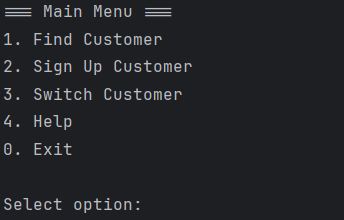 === Main Menu ===
1. Find Customer
2. Sign Up Customer
3. Switch Customer
4. Help
0. Exit
Select option: